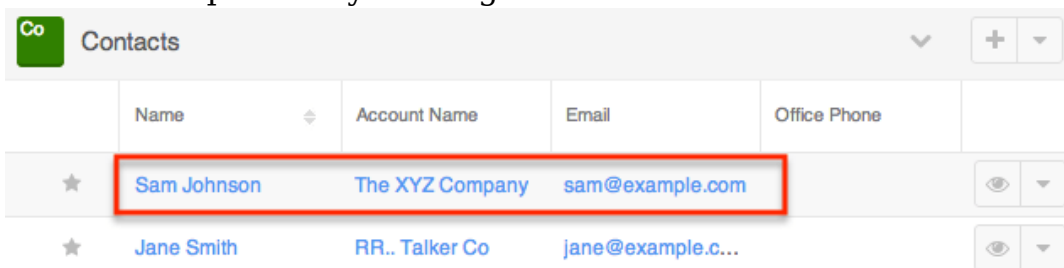 Co Contacts
Name Account Name Email Office Phone
Sam Johnson The XYZ Company sam@example.com
Jane Smith RR.. Talker Co jane@example.c...